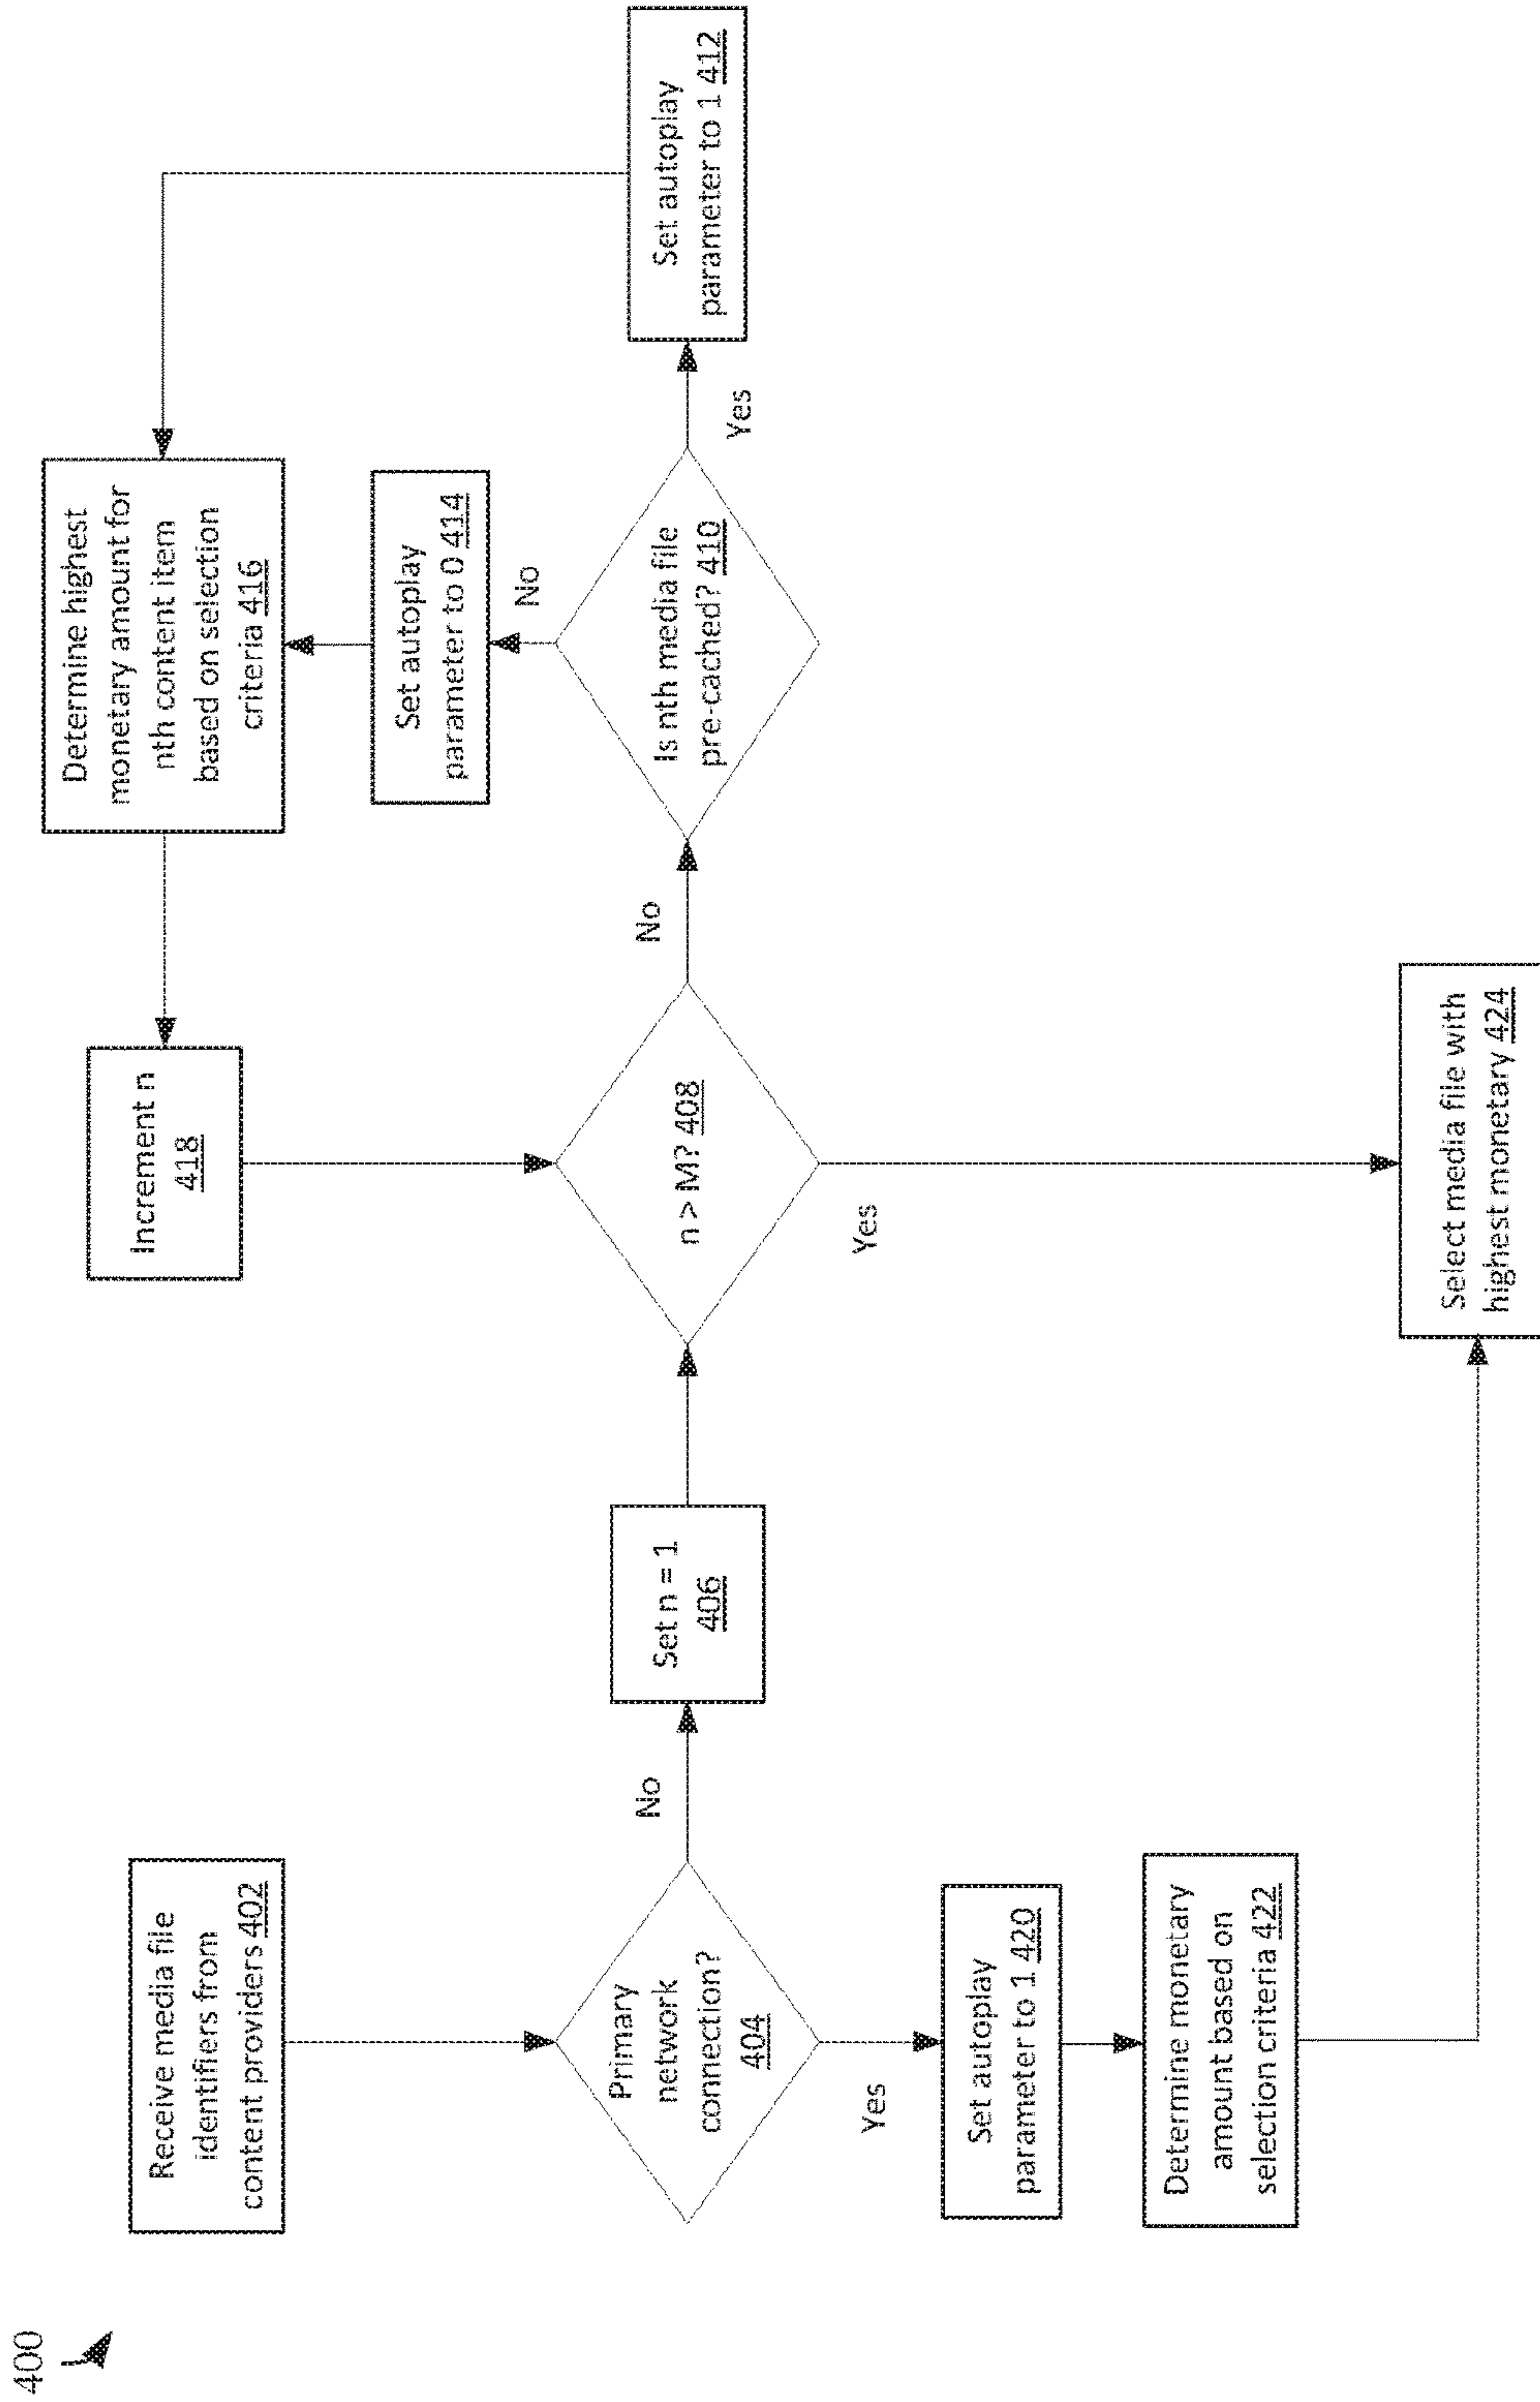 400
Receive media file
identifiers from
content providers 402
Primary
network
connection?
404
No
Yes
Set autoplay
parameter to 1 420
Determine monetary
amount based on
selection criteria 422
Set n = 1
406
n > M? 408
No
Yes
Increment n
418
Select media file with
highest monetary 424
Is nth media file
pre-cached? 410
No
Yes
Set autoplay
parameter to 0 414
Determine highest
monetary amount for
nth content item
based on selection
criteria 416
Set autoplay
parameter to 1 412